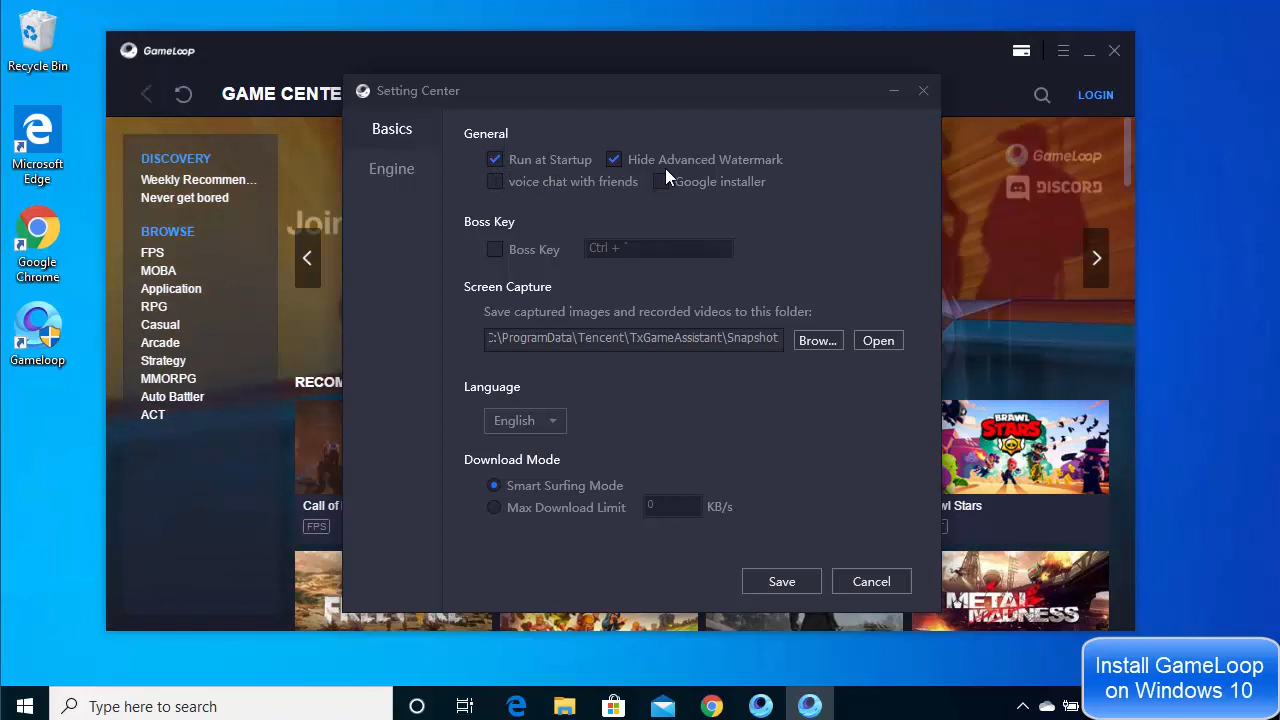 Recycle Bin
Microsoft
Edge
Google
Chrome
Gameloop
GameLoop
GAME CENTE
LOGIN
DISCOVERY
Weekly Recommen...
Never get bored
BROWSE
FPS
MOBA
Application
RPG
Casual
Arcade
Strategy
MMORPG
Auto Battler
ACT
Join
GameLoop
DISCORD
RECOM
Call of
FPS
BRAWL
STARS
wl Stars
METAL
MADNESS
Setting Center
Basics
Engine
General
Run at Startup
Hide Advanced Watermark
voice chat with friends
Google installer
Boss Key
Boss Key
Ctrl + `
Screen Capture
Save captured images and recorded videos to this folder:
C:\ProgramData\Tencent\TxGameAssistant\Snapshot
Brow...
Open
Language
English
Download Mode
Smart Surfing Mode
Max Download Limit
0
KB/s
Save
Cancel
Install GameLoop
on Windows 10
Type here to search